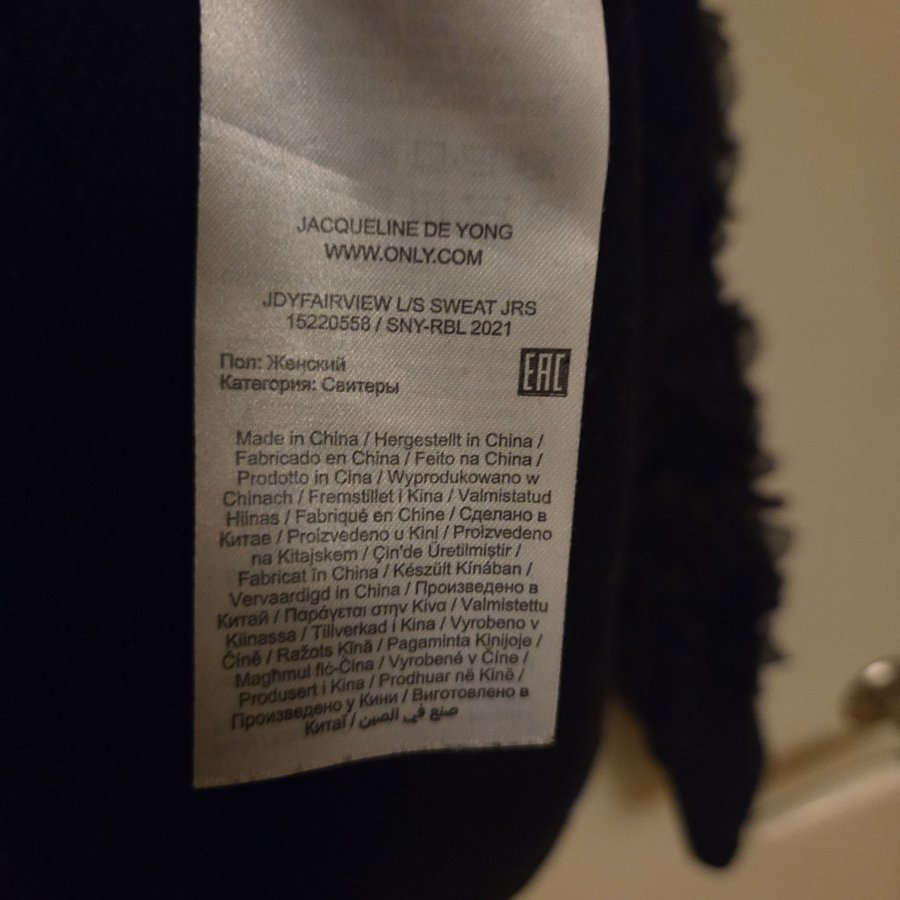 JACQUELINE DE YONG
WWW.ONLY.COM
JDYFAIRVIEW L/S SWEAT JRS
15220558 / SNY-RBL 2021
Пол: Женский
Категория: Свитеры
EAC
Made in China / Hergestellt in China /
Fabricado en China / Feito na China /
Prodotto in Cina / Wyprodukowano w
Chinach / Fremstillet i Kina / Valmistatud
Hiinas / Fabriqué en Chine / Сделано в
Китае / Proizvedeno u Kini / Proizvedeno
na Kitajskem / Çin'de Üretilmiştir /
Fabricat în China / Készült Kínában /
Vervaardigd in China / Произведено в
Китай / Παράγεται στην Κίνα / Valmistettu
Kiinassa / Tillverkad i Kina / Vyrobeno v
Číně / Ražots Ķīnā / Pagaminta Kinijoje /
Magħmul fiċ-Ċina / Vyrobené v Číne /
Produsert i Kina / Prodhuar në Kinë /
Произведено у Кини / Виготовлено в
Китаї / صنع في الصين